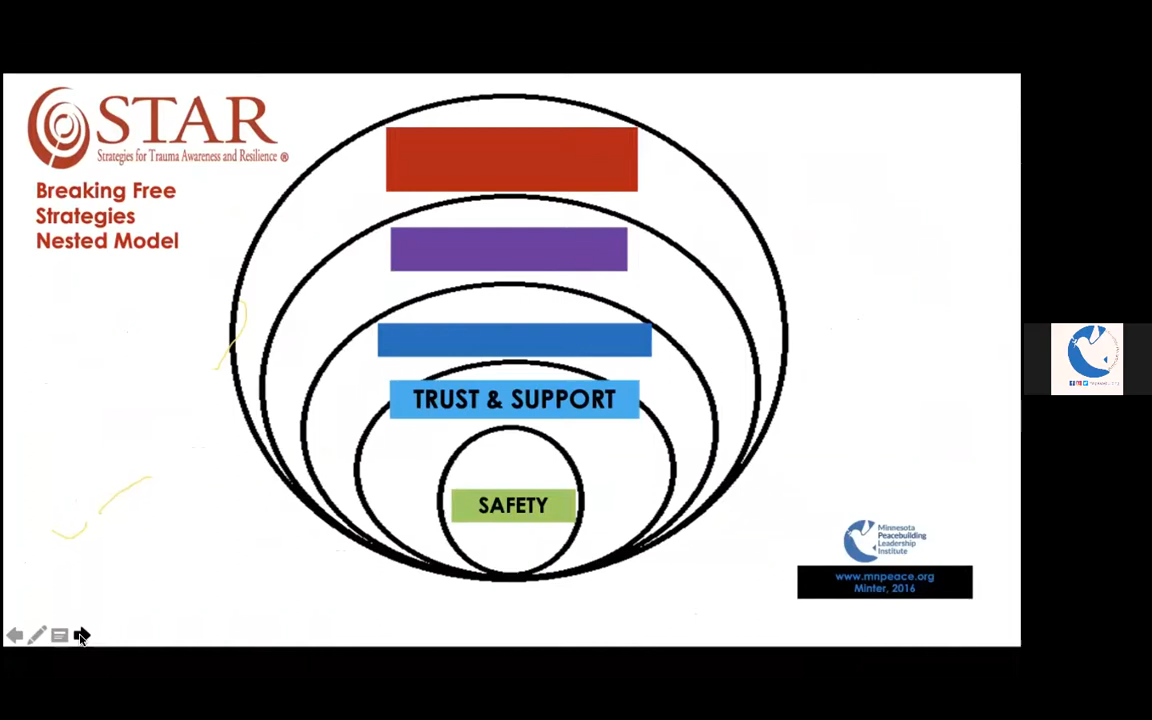 STAR
Strategies for Trauma Awareness and Resilience ®
Breaking Free
Strategies
Nested Model
TRUST & SUPPORT
SAFETY
Minnesota
Peacebuilding
Leadership
Institute
www.mnpeace.org
Minter, 2016